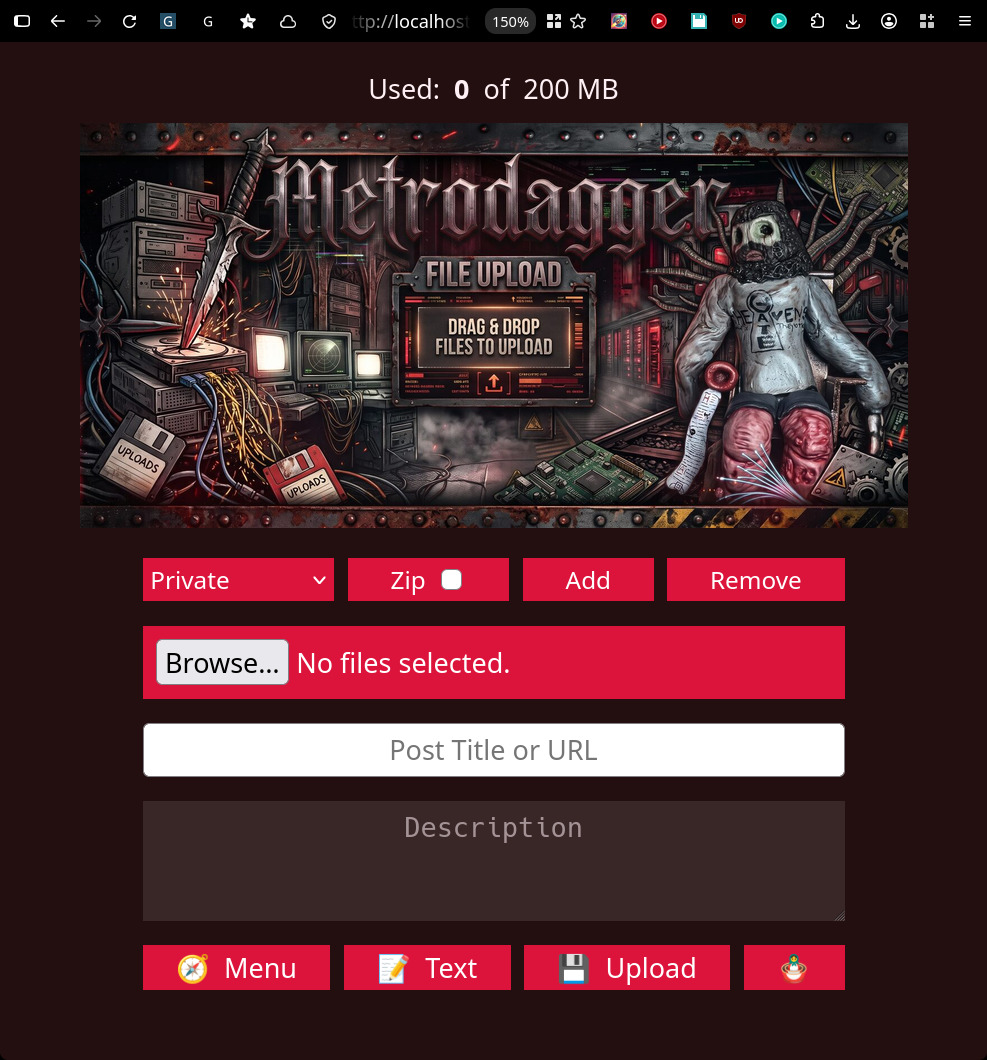 ttp://localhost
150%
Used: 0 of 200 MB
Metrodagger
FILE UPLOAD
DRAG & DROP
FILES TO UPLOAD
HEAVENS
UPLOADS
UPLOADS
Private
Zip
Add
Remove
Browse...
No files selected.
Post Title or URL
Description
Menu
Text
Upload